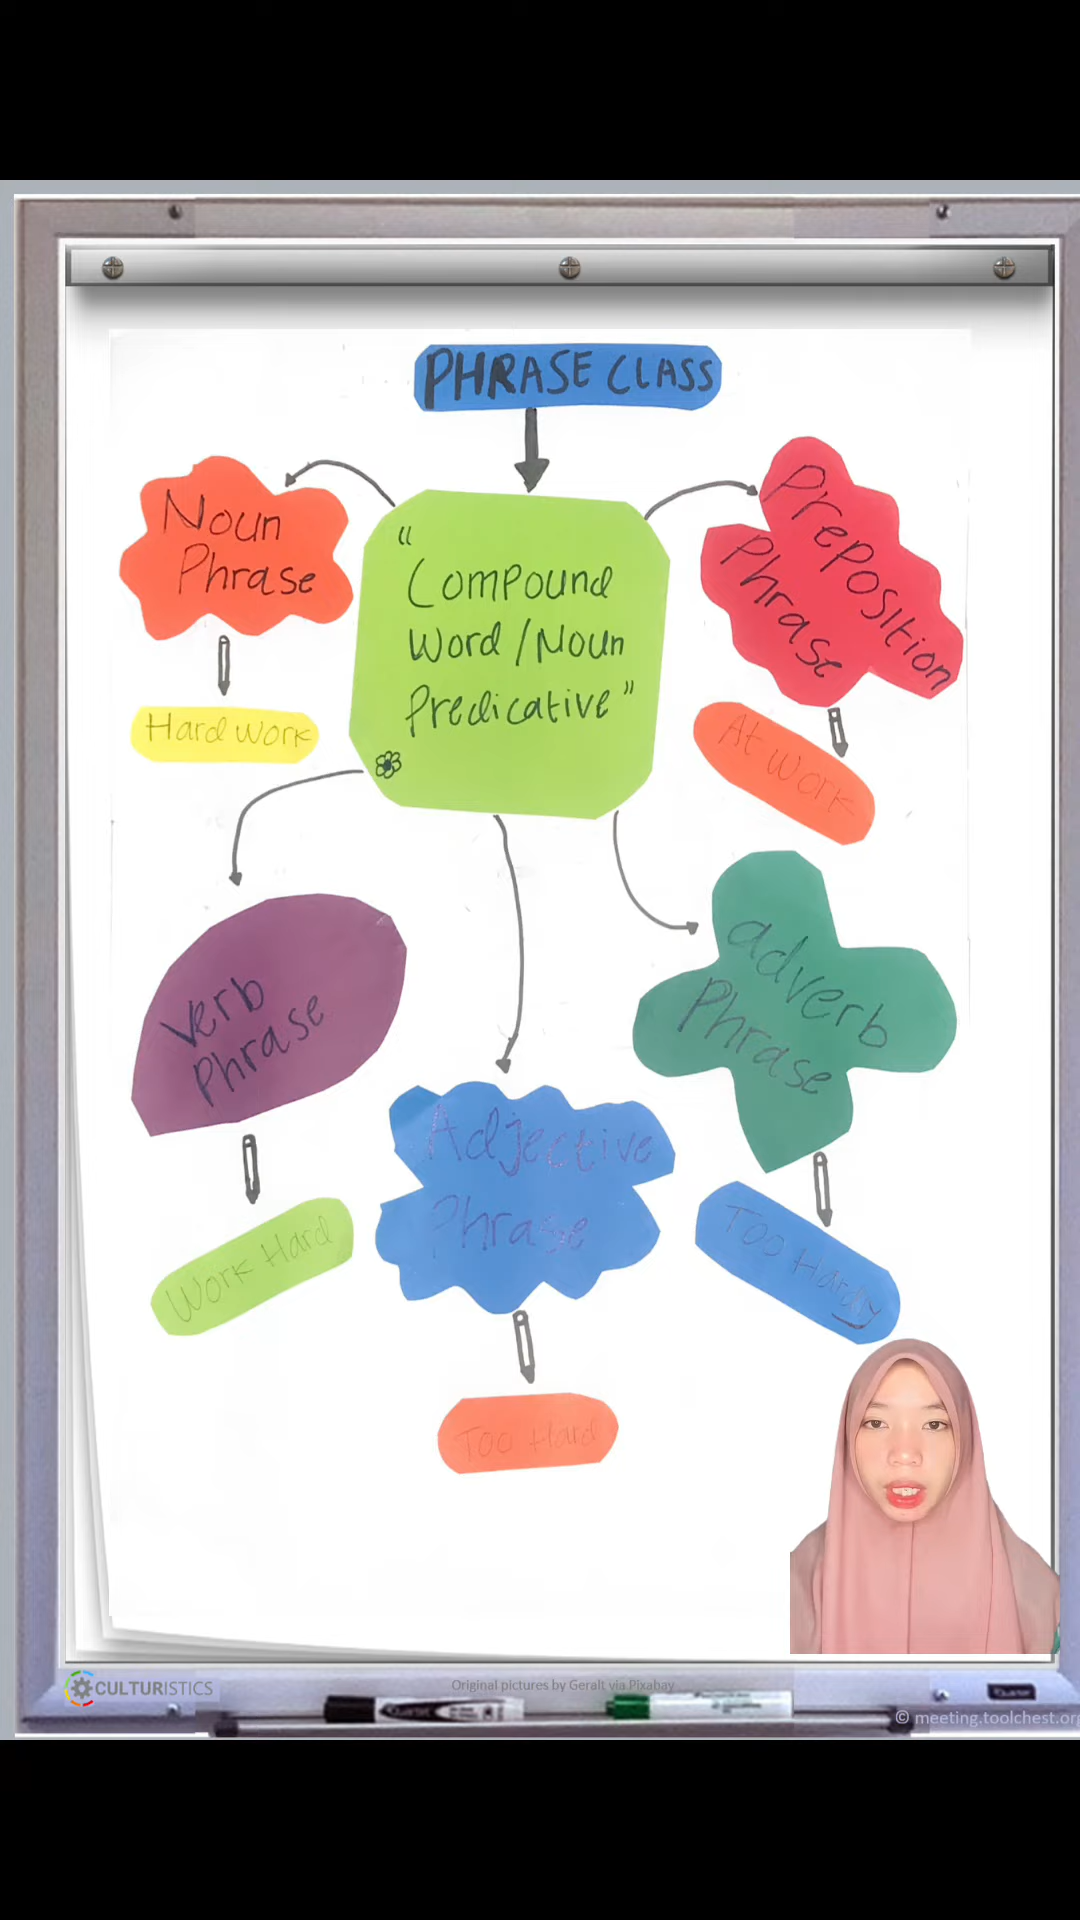 PHRASE CLASS
"
Compound
Word / Noun
Predicative"
Noun
Phrase
Hard Work
Preposition
Phrase
At Work
Verb
Phrase
Work Hard
Adjective
Phrase
Too Hard
adverb
Phrase
Too Hardly
CULTURISTICS
Original pictures by Geralt via Pixabay
© meeting.toolchest.org